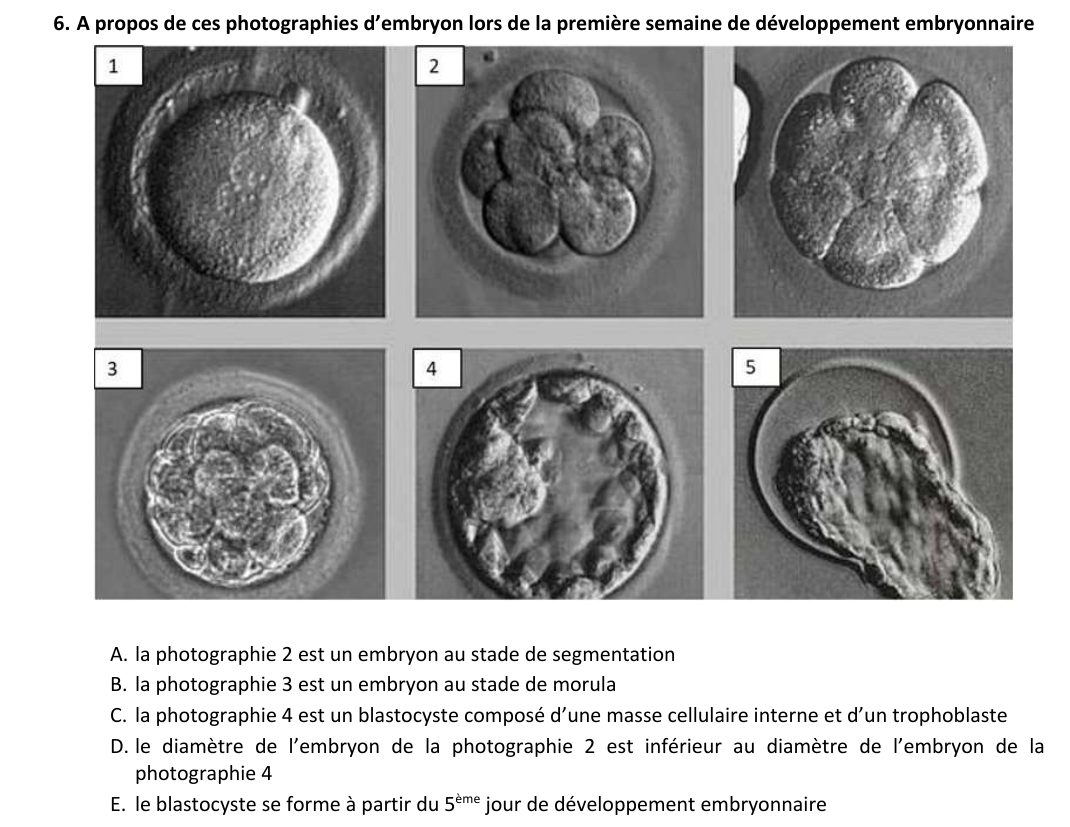 6. A propos de ces photographies d’embryon lors de la première semaine de développement embryonnaire
1
2
3
4
5
A. la photographie 2 est un embryon au stade de segmentation
B. la photographie 3 est un embryon au stade de morula
C. la photographie 4 est un blastocyste composé d’une masse cellulaire interne et d’un trophoblaste
D. le diamètre de l’embryon de la photographie 2 est inférieur au diamètre de l’embryon de la
photographie 4
E. le blastocyste se forme à partir du 5ème jour de développement embryonnaire